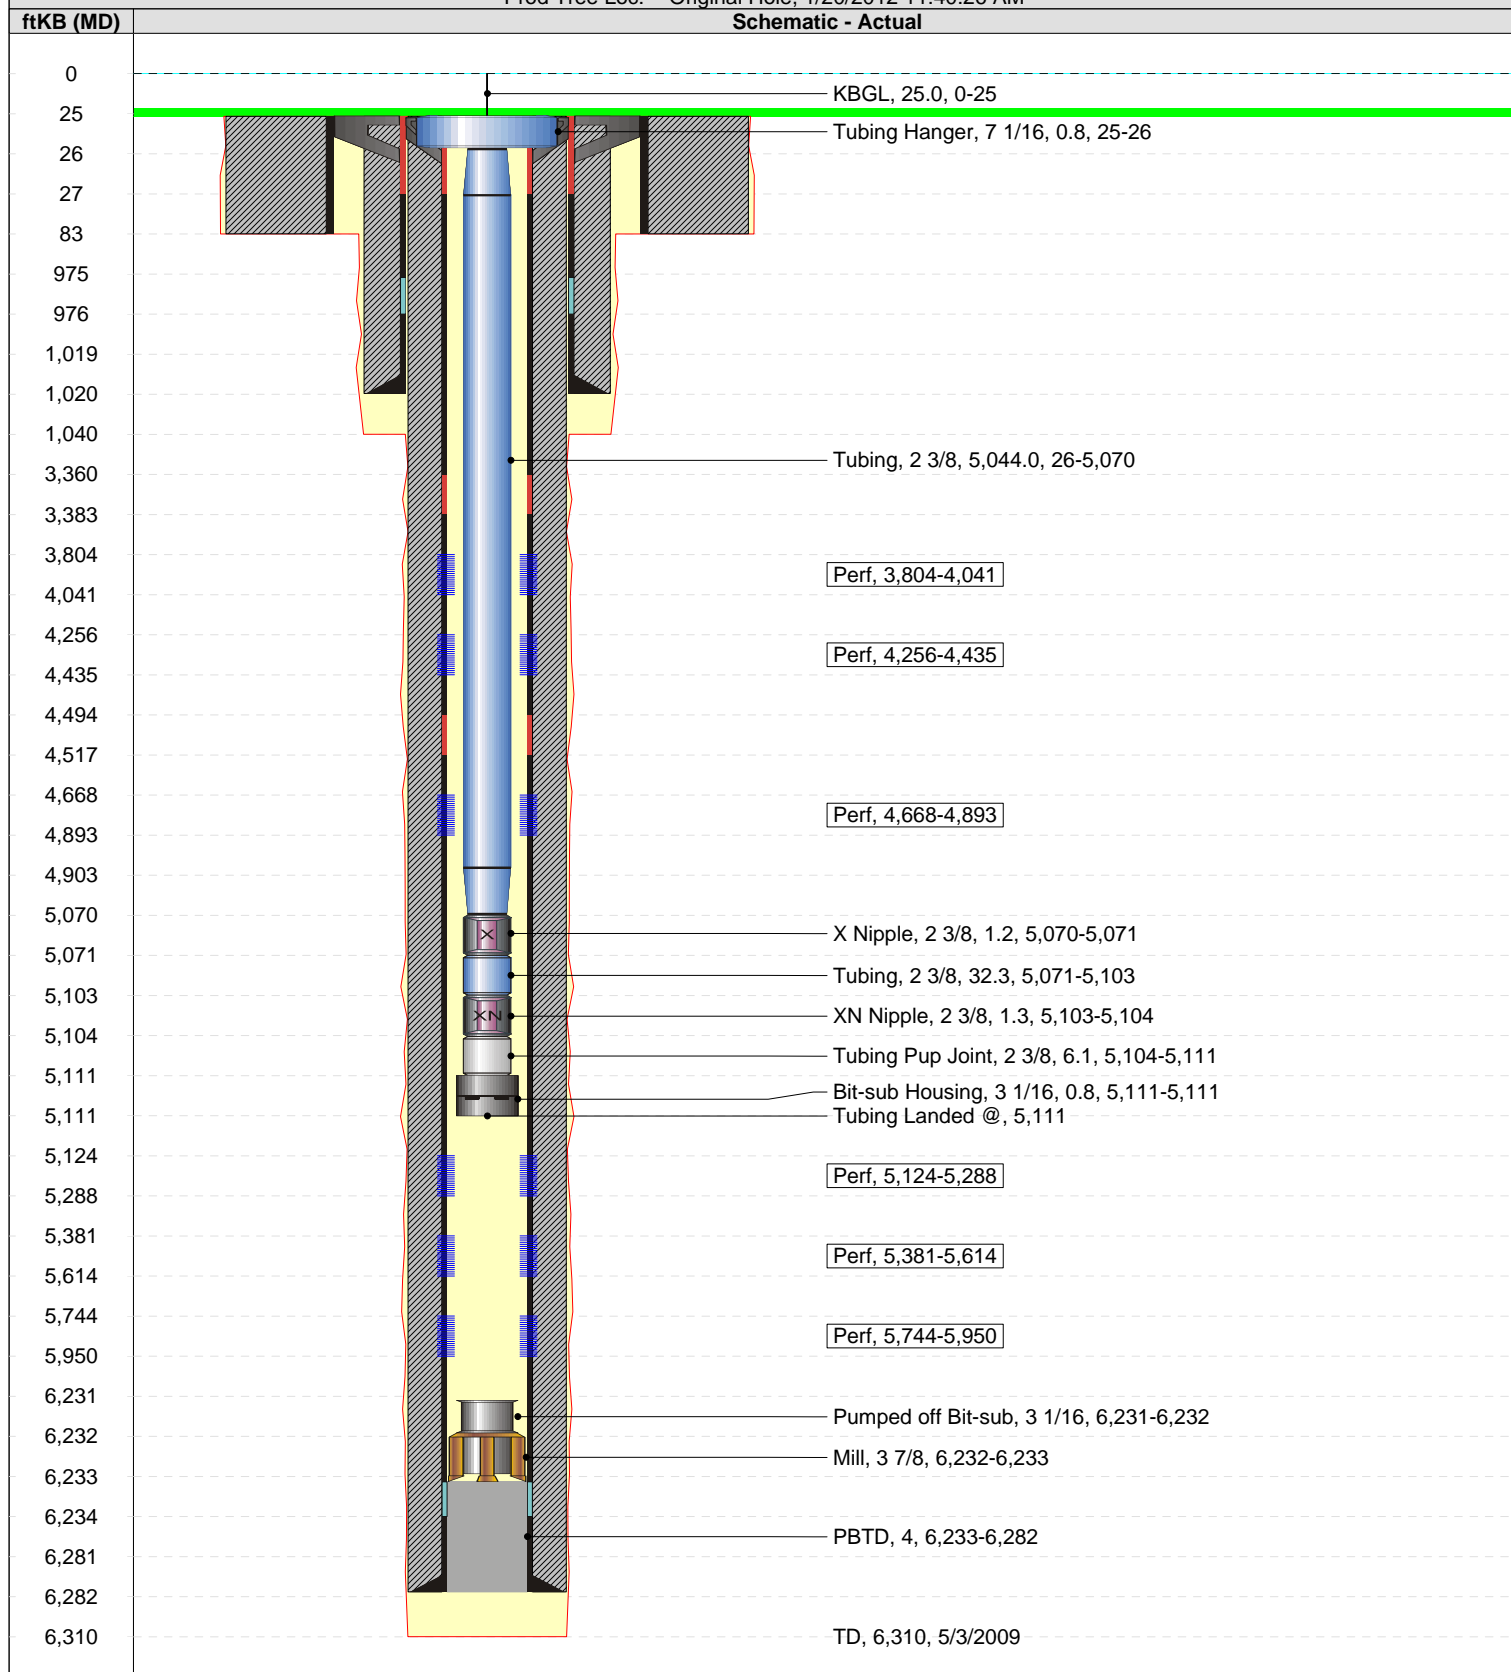 ftKB (MD)
Schematic - Actual
0
KBGL, 25.0, 0-25
25
Tubing Hanger, 7 1/16, 0.8, 25-26
26
27
83
975
976
1,019
1,020
1,040
Tubing, 2 3/8, 5,044.0, 26-5,070
3,360
3,383
3,804
Perf, 3,804-4,041
4,041
4,256
Perf, 4,256-4,435
4,435
4,494
4,517
4,668
Perf, 4,668-4,893
4,893
4,903
5,070
X
X Nipple, 2 3/8, 1.2, 5,070-5,071
5,071
Tubing, 2 3/8, 32.3, 5,071-5,103
5,103
XN
XN Nipple, 2 3/8, 1.3, 5,103-5,104
5,104
Tubing Pup Joint, 2 3/8, 6.1, 5,104-5,111
5,111
Bit-sub Housing, 3 1/16, 0.8, 5,111-5,111
5,111
Tubing Landed @, 5,111
5,124
Perf, 5,124-5,288
5,288
5,381
Perf, 5,381-5,614
5,614
5,744
Perf, 5,744-5,950
5,950
6,231
Pumped off Bit-sub, 3 1/16, 6,231-6,232
6,232
Mill, 3 7/8, 6,232-6,233
6,233
6,234
PBTD, 4, 6,233-6,282
6,281
6,282
6,310
TD, 6,310, 5/3/2009